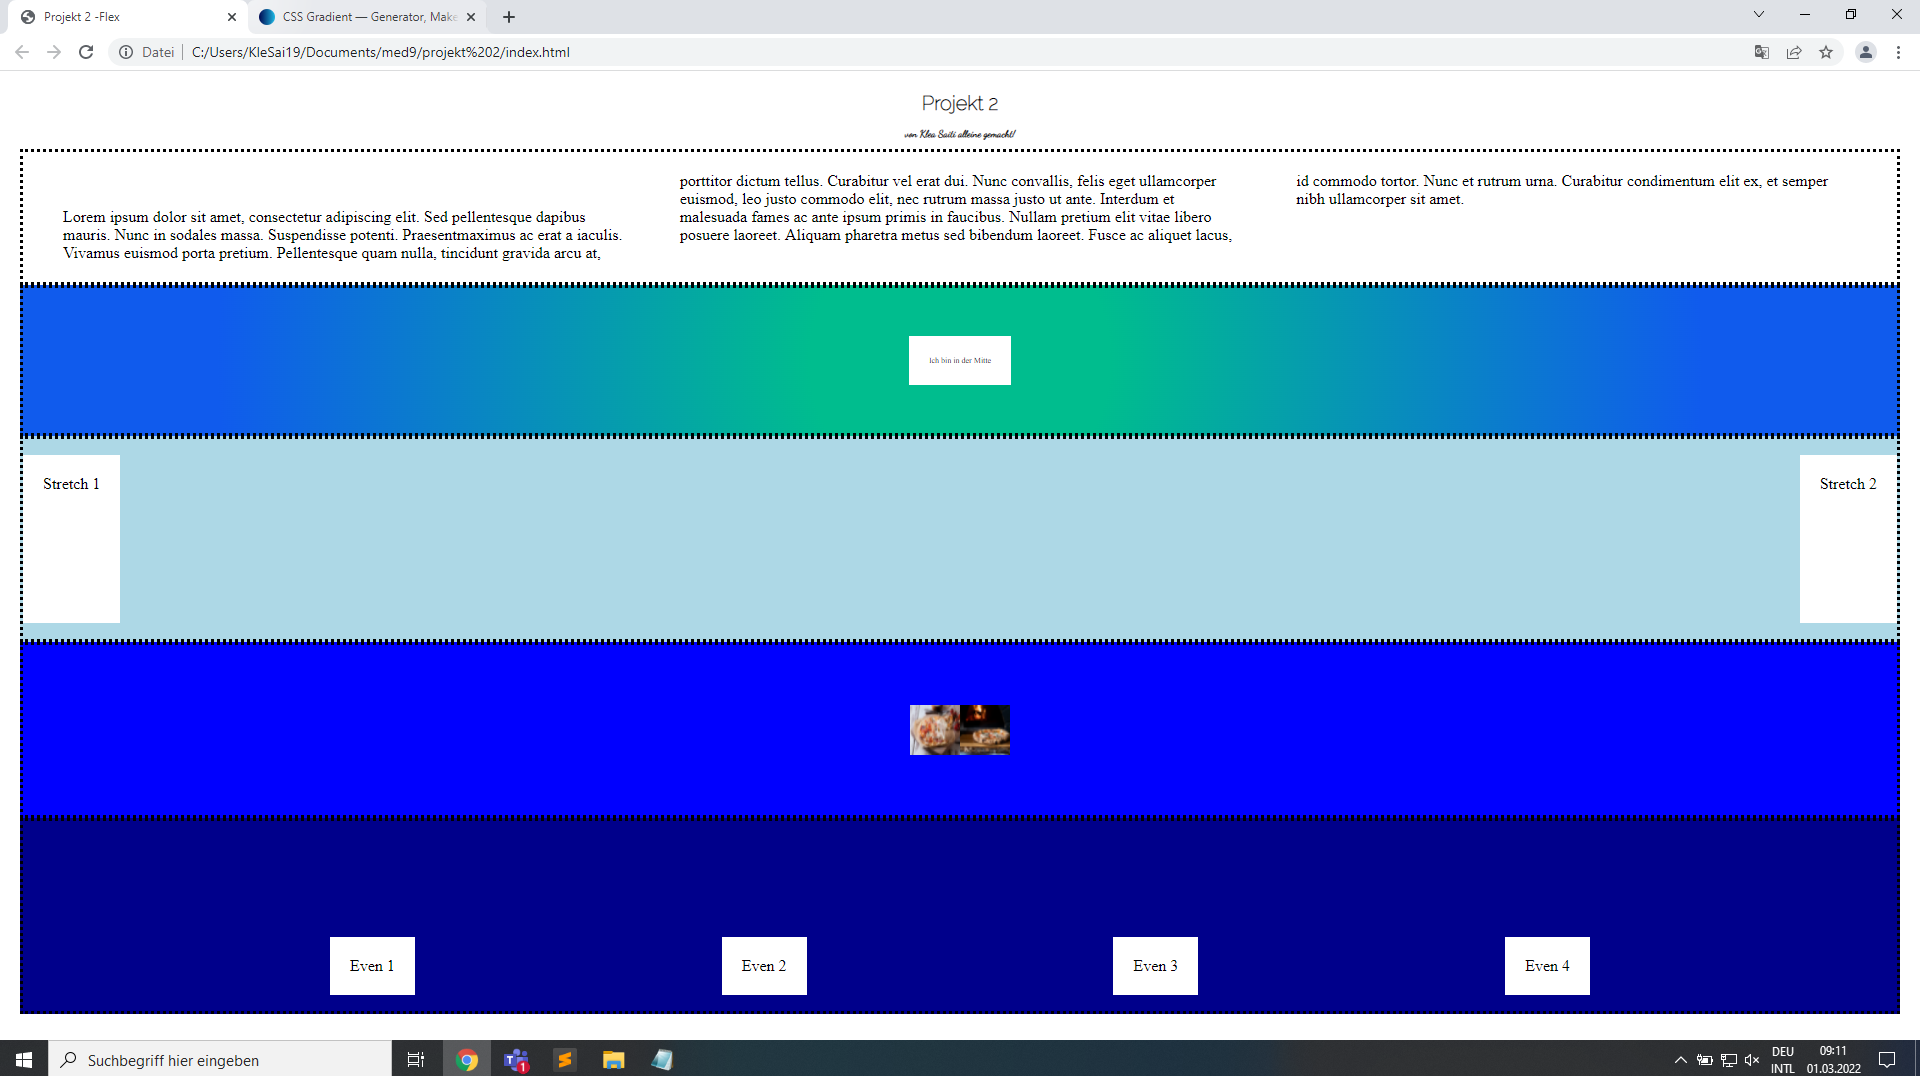 Projekt 2 -Flex
CSS Gradient — Generator, Make
Datei
C:/Users/KleSai19/Documents/med9/projekt%202/index.html
Projekt 2
von Klea Saiti alleine gemacht!
Lorem ipsum dolor sit amet, consectetur adipiscing elit. Sed pellentesque dapibus
mauris. Nunc in sodales massa. Suspendisse potenti. Praesentmaximus ac erat a iaculis.
Vivamus euismod porta pretium. Pellentesque quam nulla, tincidunt gravida arcu at,
porttitor dictum tellus. Curabitur vel erat dui. Nunc convallis, felis eget ullamcorper
euismod, leo justo commodo elit, nec rutrum massa justo ut ante. Interdum et
malesuada fames ac ante ipsum primis in faucibus. Nullam pretium elit vitae libero
posuere laoreet. Aliquam pharetra metus sed bibendum laoreet. Fusce ac aliquet lacus,
id commodo tortor. Nunc et rutrum urna. Curabitur condimentum elit ex, et semper
nibh ullamcorper sit amet.
Ich bin in der Mitte
Stretch 1
Stretch 2
Even 1
Even 2
Even 3
Even 4
Suchbegriff hier eingeben
1
DEU
INTL
09:11
01.03.2022